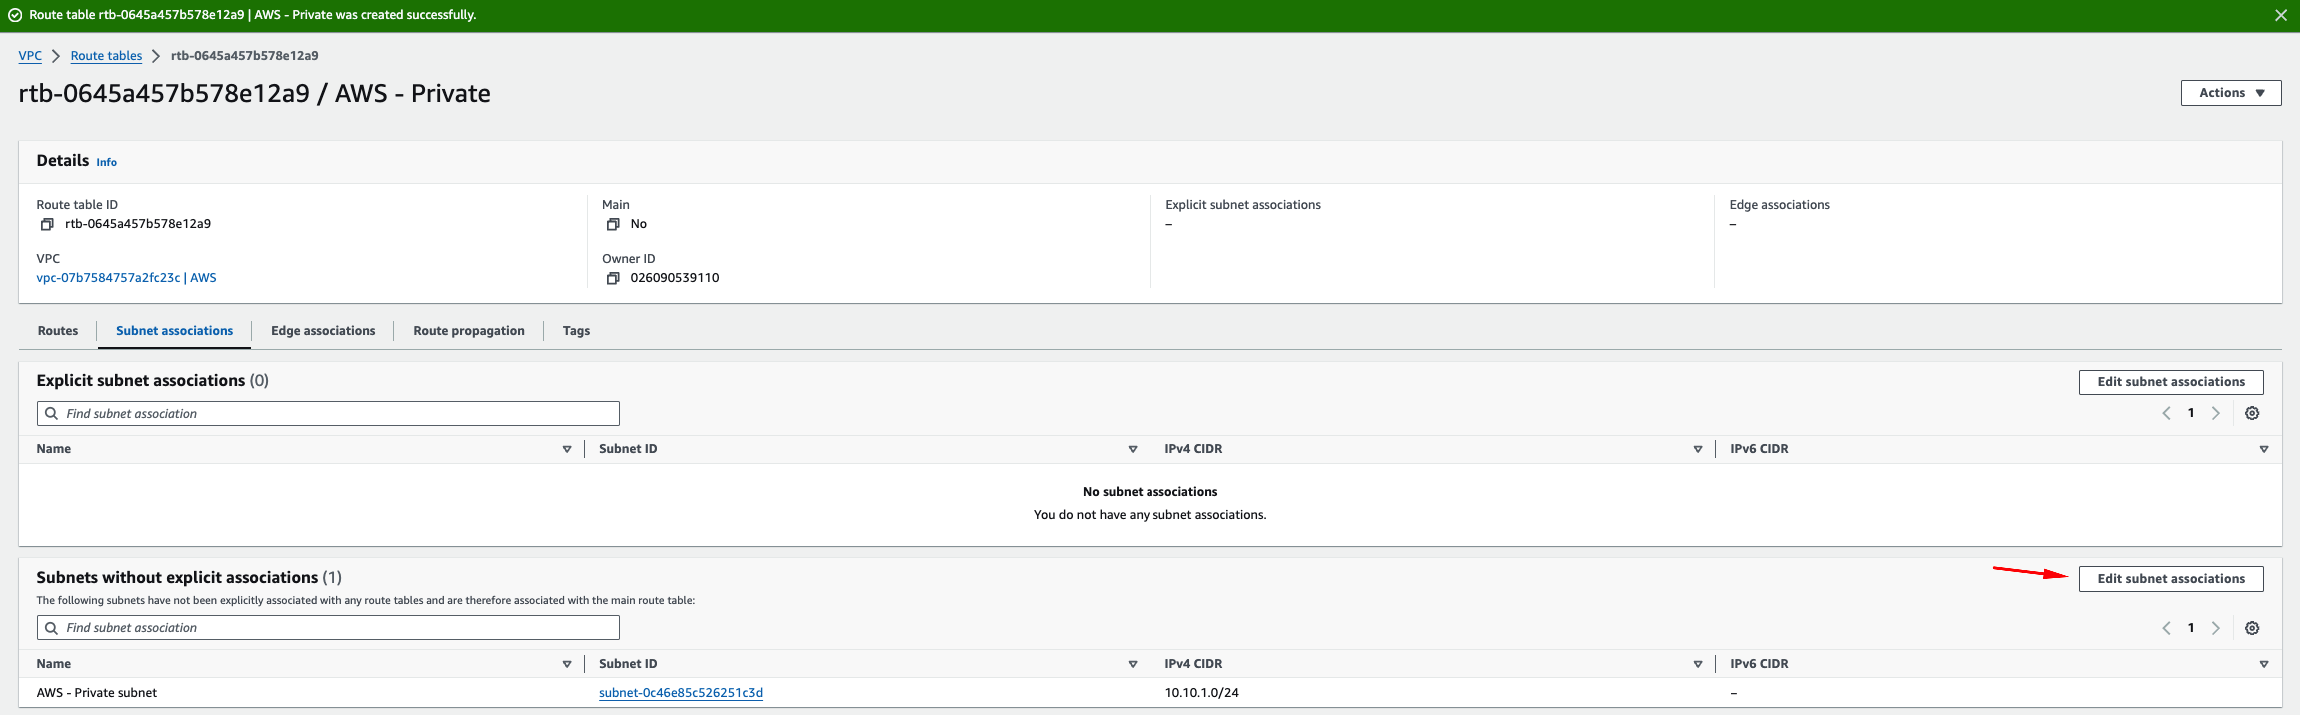 Route table rtb-0645a457b578e12a9 | AWS - Private was created successfully.
VPC > Route tables > rtb-0645a457b578e12a9
rtb-0645a457b578e12a9 / AWS - Private
Actions
Details Info
Route table ID
rtb-0645a457b578e12a9
Main
No
Explicit subnet associations
–
Edge associations
–
VPC
vpc-07b7584757a2fc23c | AWS
Owner ID
026090539110
Routes Subnet associations Edge associations Route propagation Tags
Explicit subnet associations (0)
Edit subnet associations
Find subnet association
1
Name Subnet ID IPv4 CIDR IPv6 CIDR
No subnet associations
You do not have any subnet associations.
Subnets without explicit associations (1)
Edit subnet associations
The following subnets have not been explicitly associated with any route tables and are therefore associated with the main route table:
Find subnet association
1
Name Subnet ID IPv4 CIDR IPv6 CIDR
AWS - Private subnet subnet-0c46e85c526251c3d 10.10.1.0/24 –